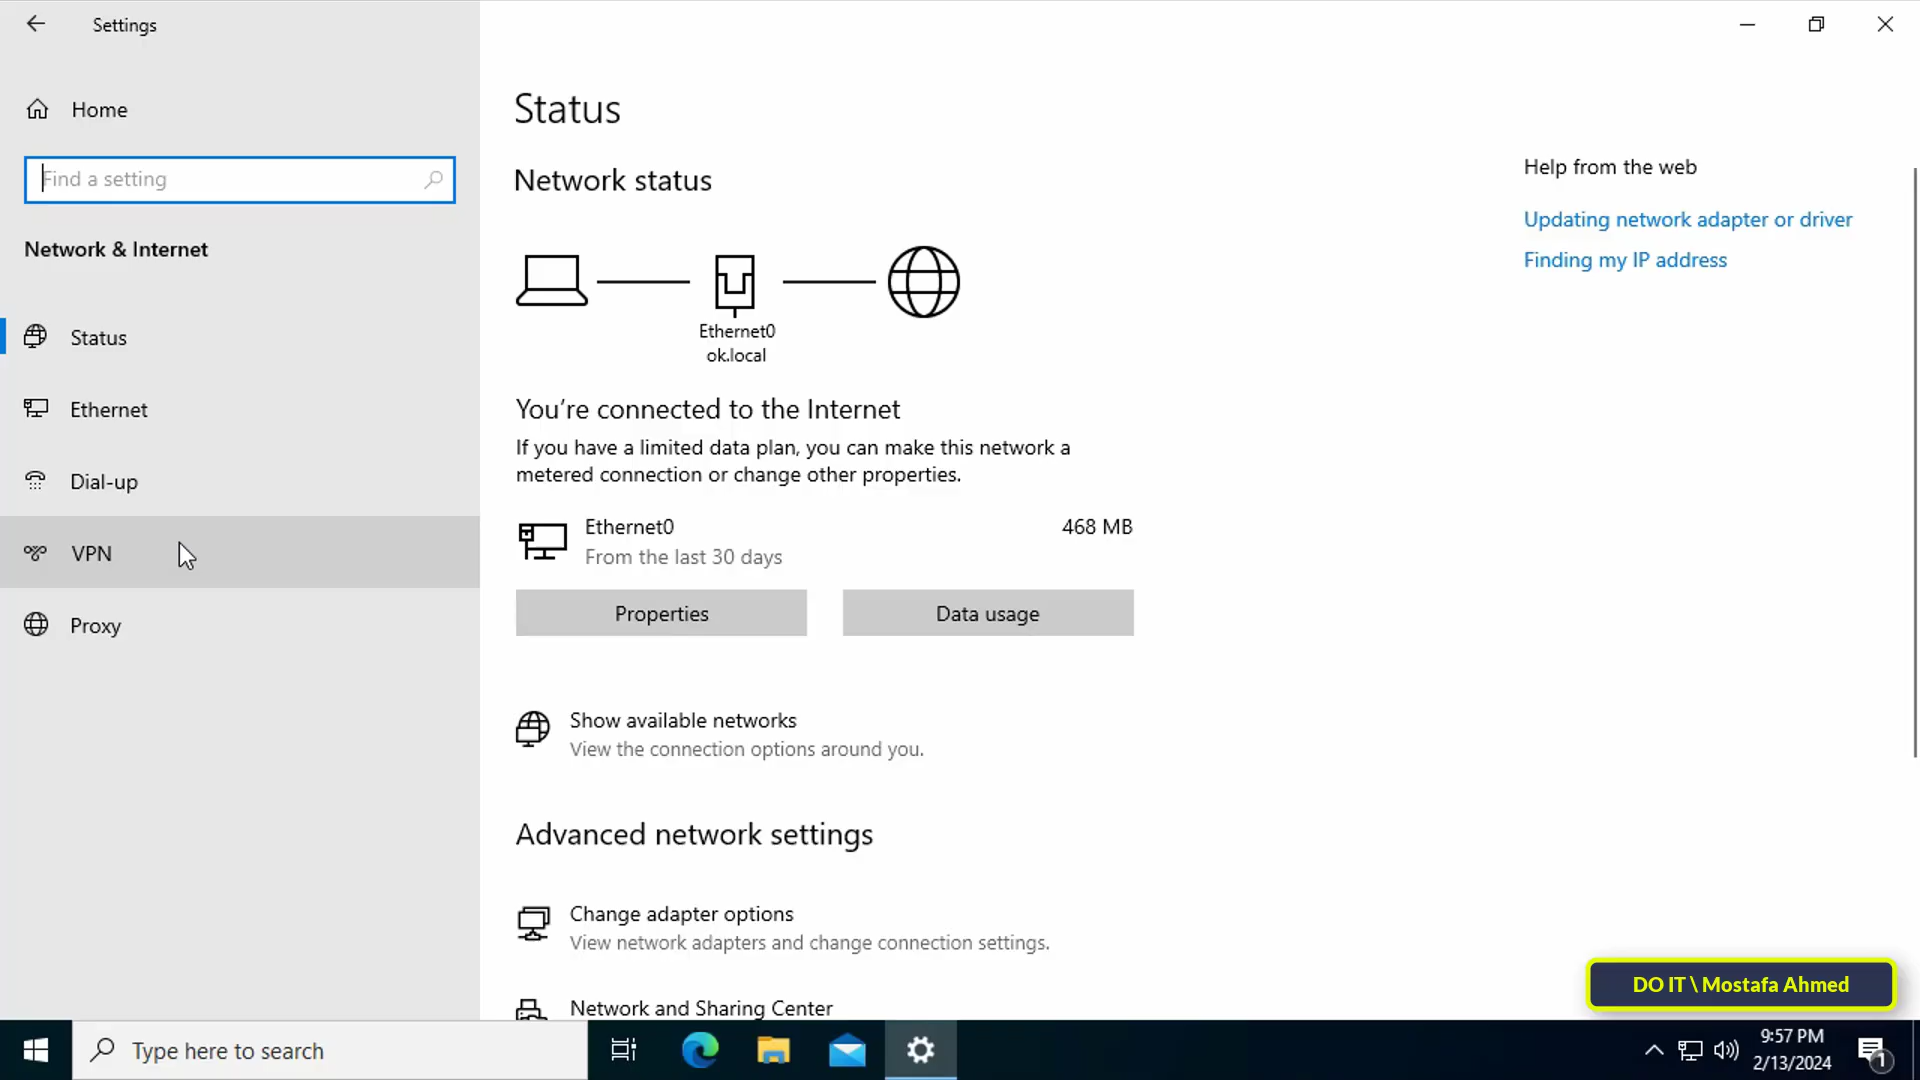 Settings
Home
Find a setting
Network & Internet
Status
Ethernet
Dial-up
VPN
Proxy
Status
Network status
Ethernet0
ok.local
You're connected to the Internet
If you have a limited data plan, you can make this network a
metered connection or change other properties.
Ethernet0
468 MB
From the last 30 days
Properties
Data usage
Show available networks
View the connection options around you.
Advanced network settings
Change adapter options
View network adapters and change connection settings.
Network and Sharing Center
Help from the web
Updating network adapter or driver
Finding my IP address
DO IT \ Mostafa Ahmed
Type here to search
9:57 PM
2/13/2024
1